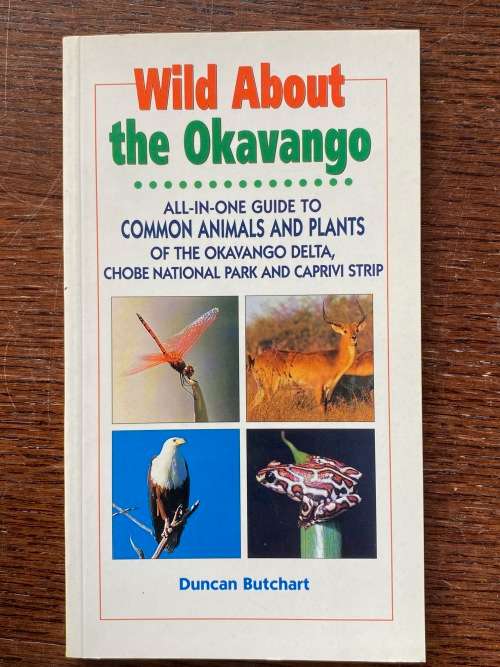 Wild About
the Okavango
ALL-IN-ONE GUIDE TO
COMMON ANIMALS AND PLANTS
OF THE OKAVANGO DELTA,
CHOBE NATIONAL PARK AND CAPRIVI STRIP
Duncan Butchart